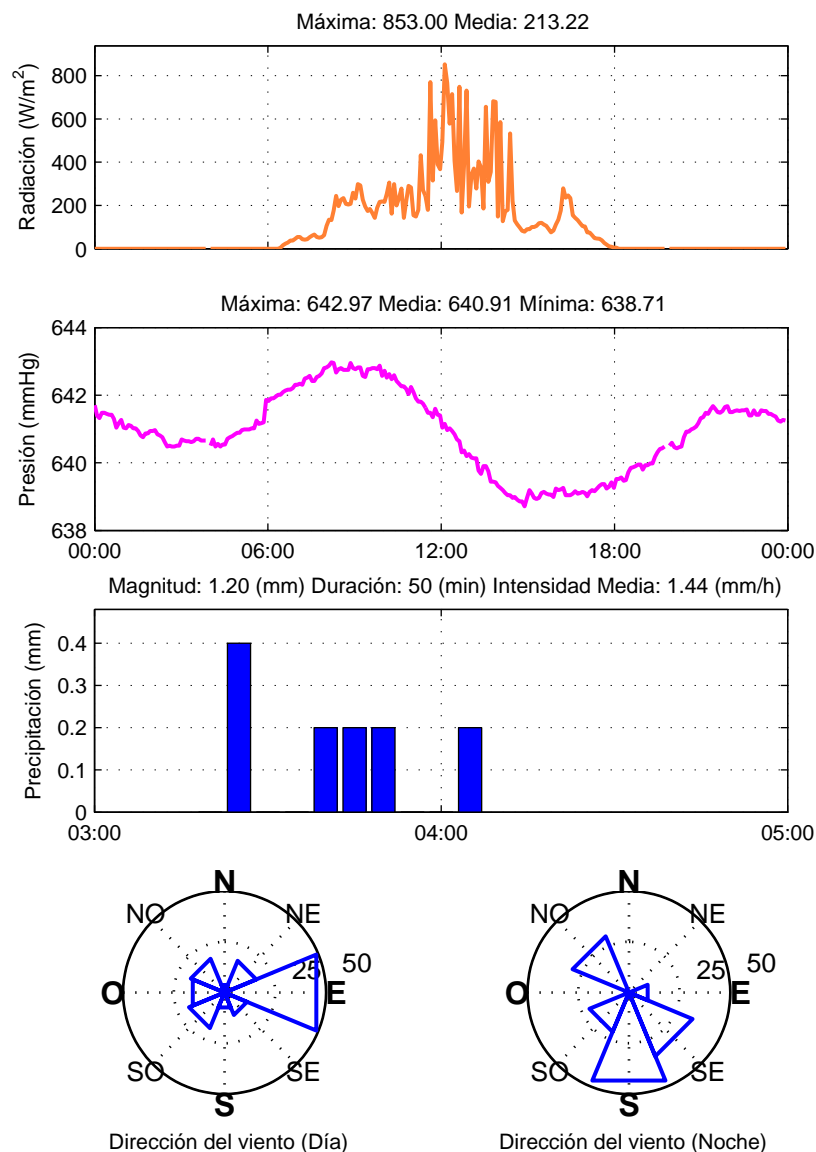 Máxima: 853.00 Media: 213.22
Radiación (W/m²)
800
600
400
200
0
Máxima: 642.97 Media: 640.91 Mínima: 638.71
Presión (mmHg)
644
642
640
638
00:00 06:00 12:00 18:00 00:00
Magnitud: 1.20 (mm) Duración: 50 (min) Intensidad Media: 1.44 (mm/h)
Precipitación (mm)
0.4
0.3
0.2
0.1
0
03:00 04:00 05:00
N
NO NE
25 50
O E
SO SE
S
Dirección del viento (Día)
N
NO NE
25 50
O E
SO SE
S
Dirección del viento (Noche)